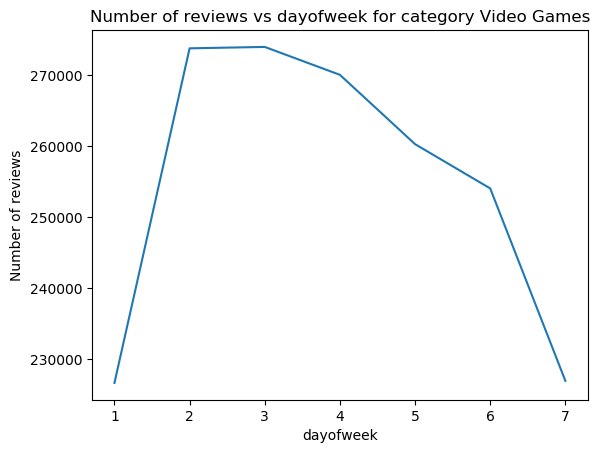 Number of reviews vs dayofweek for category Video Games
Number of reviews
270000
260000
250000
240000
230000
1 2 3 4 5 6 7
dayofweek